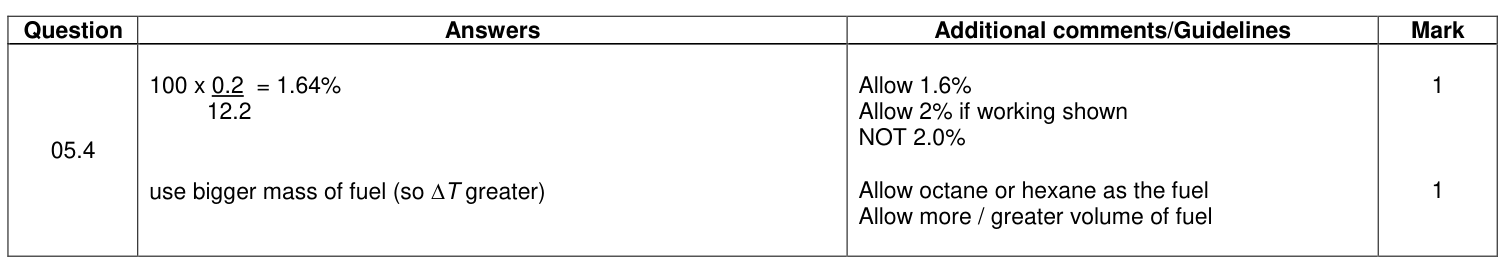 Question Answers Additional comments/Guidelines Mark
100 x 0.2 = 1.64% Allow 1.6% 1
12.2 Allow 2% if working shown
NOT 2.0%
05.4
use bigger mass of fuel (so ΔT greater) Allow octane or hexane as the fuel 1
Allow more / greater volume of fuel